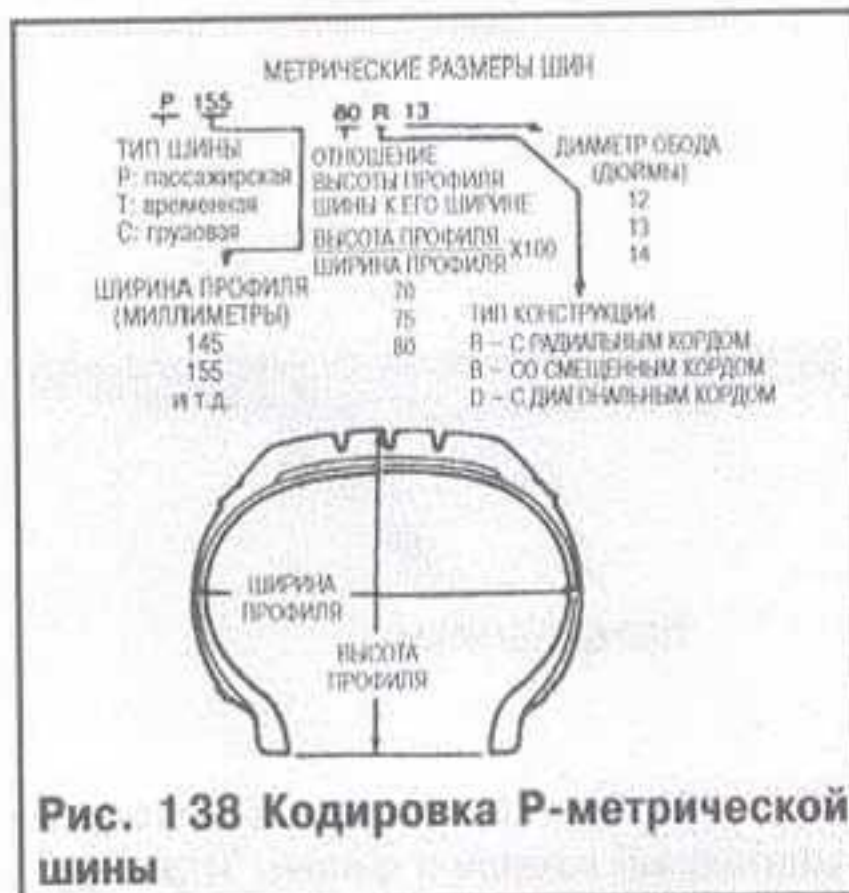 МЕТРИЧЕСКИЕ РАЗМЕРЫ ШИН
P 155 80 R 13
ТИП ШИНЫ
P: пассажирская
T: временная
C: грузовая
ШИРИНА ПРОФИЛЯ
(МИЛЛИМЕТРЫ)
145
155
И Т.Д.
ОТНОШЕНИЕ
ВЫСОТЫ ПРОФИЛЯ
ШИНЫ К ЕГО ШИРИНЕ
ВЫСОТА ПРОФИЛЯ
ШИРИНА ПРОФИЛЯ X100
70
75
80
ДИАМЕТР ОБОДА
(ДЮЙМЫ)
12
13
14
ТИП КОНСТРУКЦИИ
R – С РАДИАЛЬНЫМ КОРДОМ
B – СО СМЕЩЕННЫМ КОРДОМ
D – С ДИАГОНАЛЬНЫМ КОРДОМ
ШИРИНА
ПРОФИЛЯ
ВЫСОТА
ПРОФИЛЯ
Рис. 138 Кодировка Р-метрической
шины